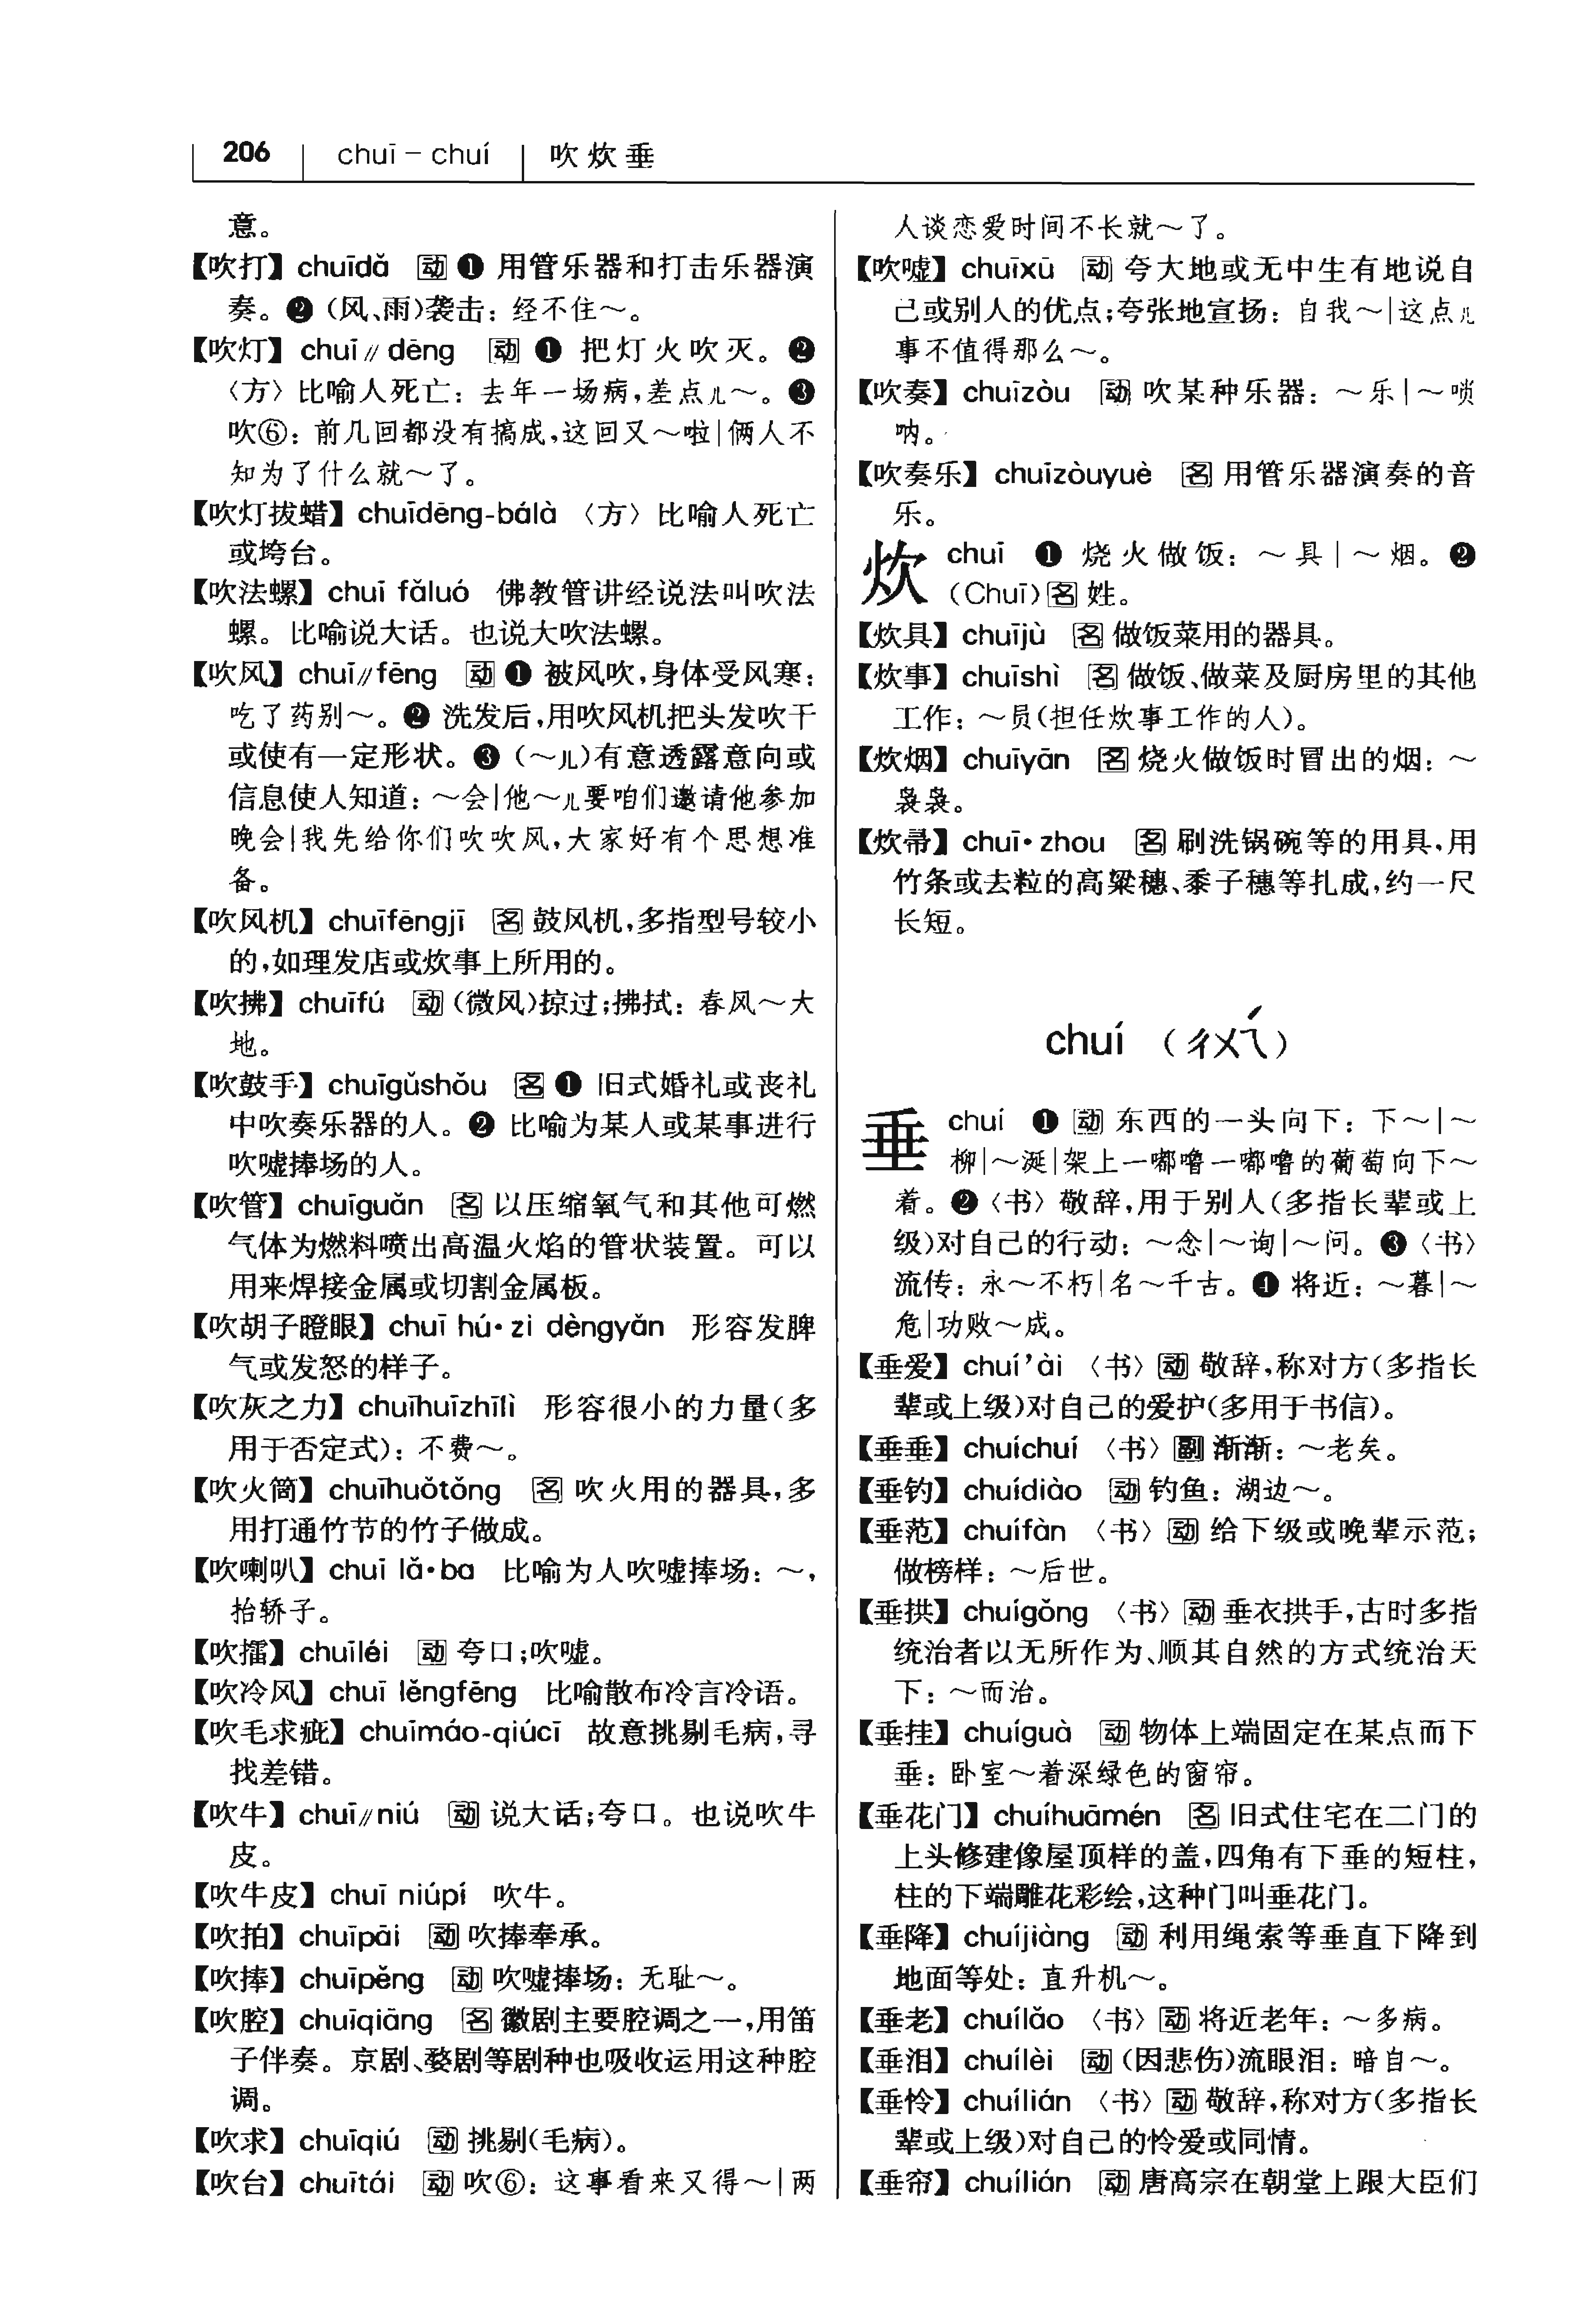 206 chuī – chuí 吹炊垂
意。
【吹打】 chuīdǎ 动 ❶ 用管乐器和打击乐器演
奏。❷ (风、雨)袭击：经不住～。
【吹灯】 chuī∥dēng 动 ❶ 把灯火吹灭。❷
〈方〉比喻人死亡：去年一场病，差点儿～。❸
吹⑥：前几回都没有搞成，这回又～啦|俩人不
知为了什么就～了。
【吹灯拔蜡】 chuīdēng-bálà 〈方〉比喻人死亡
或垮台。
【吹法螺】 chuī fǎluó 佛教管讲经说法叫吹法
螺。比喻说大话。也说大吹法螺。
【吹风】 chuī∥fēng 动 ❶ 被风吹，身体受风寒：
吃了药别～。❷ 洗发后，用吹风机把头发吹干
或使有一定形状。❸ (～儿)有意透露意向或
信息使人知道：～会|他～儿要咱们邀请他参加
晚会|我先给你们吹吹风，大家好有个思想准
备。
【吹风机】 chuīfēngjī 名 鼓风机，多指型号较小
的，如理发店或炊事上所用的。
【吹拂】 chuīfú 动 (微风)掠过；拂拭：春风～大
地。
【吹鼓手】 chuīgǔshǒu 名 ❶ 旧式婚礼或丧礼
中吹奏乐器的人。❷ 比喻为某人或某事进行
吹嘘捧场的人。
【吹管】 chuīguǎn 名 以压缩氧气和其他可燃
气体为燃料喷出高温火焰的管状装置。可以
用来焊接金属或切割金属板。
【吹胡子瞪眼】 chuī hú·zi dèngyǎn 形容发脾
气或发怒的样子。
【吹灰之力】 chuīhuīzhīlì 形容很小的力量(多
用于否定式)：不费～。
【吹火筒】 chuīhuǒtǒng 名 吹火用的器具，多
用打通竹节的竹子做成。
【吹喇叭】 chuī lǎ·ba 比喻为人吹嘘捧场：～，
抬轿子。
【吹擂】 chuīléi 动 夸口；吹嘘。
【吹冷风】 chuī lěngfēng 比喻散布冷言冷语。
【吹毛求疵】 chuīmáo-qiúcī 故意挑剔毛病，寻
找差错。
【吹牛】 chuī∥niú 动 说大话；夸口。也说吹牛
皮。
【吹牛皮】 chuī niúpí 吹牛。
【吹拍】 chuīpāi 动 吹捧奉承。
【吹捧】 chuīpěng 动 吹嘘捧场：无耻～。
【吹腔】 chuīqiāng 名 徽剧主要腔调之一，用笛
子伴奏。京剧、婺剧等剧种也吸收运用这种腔
调。
【吹求】 chuīqiú 动 挑剔(毛病)。
【吹台】 chuītái 动 吹⑥：这事看来又得～|两
人谈恋爱时间不长就～了。
【吹嘘】 chuīxū 动 夸大地或无中生有地说自
己或别人的优点；夸张地宣扬：自我～|这点儿
事不值得那么～。
【吹奏】 chuīzòu 动 吹某种乐器：～乐|～唢
呐。
【吹奏乐】 chuīzòuyuè 名 用管乐器演奏的音
乐。
炊 chuī ❶ 烧火做饭：～具|～烟。❷
(Chuī)名 姓。
【炊具】 chuījù 名 做饭菜用的器具。
【炊事】 chuīshì 名 做饭、做菜及厨房里的其他
工作：～员(担任炊事工作的人)。
【炊烟】 chuīyān 名 烧火做饭时冒出的烟：～
袅袅。
【炊帚】 chuī·zhou 名 刷洗锅碗等的用具，用
竹条或去粒的高粱穗、黍子穗等扎成，约一尺
长短。
chuí (ㄔㄨㄟˊ)
垂 chuí ❶ 动 东西的一头向下：下～|～
柳|～涎|架上一嘟噜一嘟噜的葡萄向下～
着。❷〈书〉敬辞，用于别人(多指长辈或上
级)对自己的行动：～念|～询|～问。❸〈书〉
流传：永～不朽|名～千古。❹ 将近：～暮|～
危|功败～成。
【垂爱】 chuí’ài 〈书〉动 敬辞，称对方(多指长
辈或上级)对自己的爱护(多用于书信)。
【垂垂】 chuíchuí 〈书〉副 渐渐：～老矣。
【垂钓】 chuídiào 动 钓鱼：湖边～。
【垂范】 chuífàn 〈书〉动 给下级或晚辈示范；
做榜样：～后世。
【垂拱】 chuígǒng 〈书〉动 垂衣拱手，古时多指
统治者以无所作为、顺其自然的方式统治天
下：～而治。
【垂挂】 chuíguà 动 物体上端固定在某点而下
垂：卧室～着深绿色的窗帘。
【垂花门】 chuíhuāmén 名 旧式住宅在二门的
上头修建像屋顶样的盖，四角有下垂的短柱，
柱的下端雕花彩绘，这种门叫垂花门。
【垂降】 chuíjiàng 动 利用绳索等垂直下降到
地面等处：直升机～。
【垂老】 chuílǎo 〈书〉动 将近老年：～多病。
【垂泪】 chuílèi 动 (因悲伤)流眼泪：暗自～。
【垂怜】 chuílián 〈书〉动 敬辞，称对方(多指长
辈或上级)对自己的怜爱或同情。
【垂帘】 chuílián 动 唐高宗在朝堂上跟大臣们